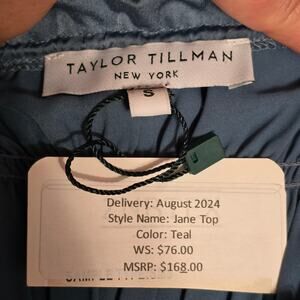 TAYLOR TILLMAN
NEW YORK
S
Delivery: August 2024
Style Name: Jane Top
Color: Teal
WS: $76.00
MSRP: $168.00